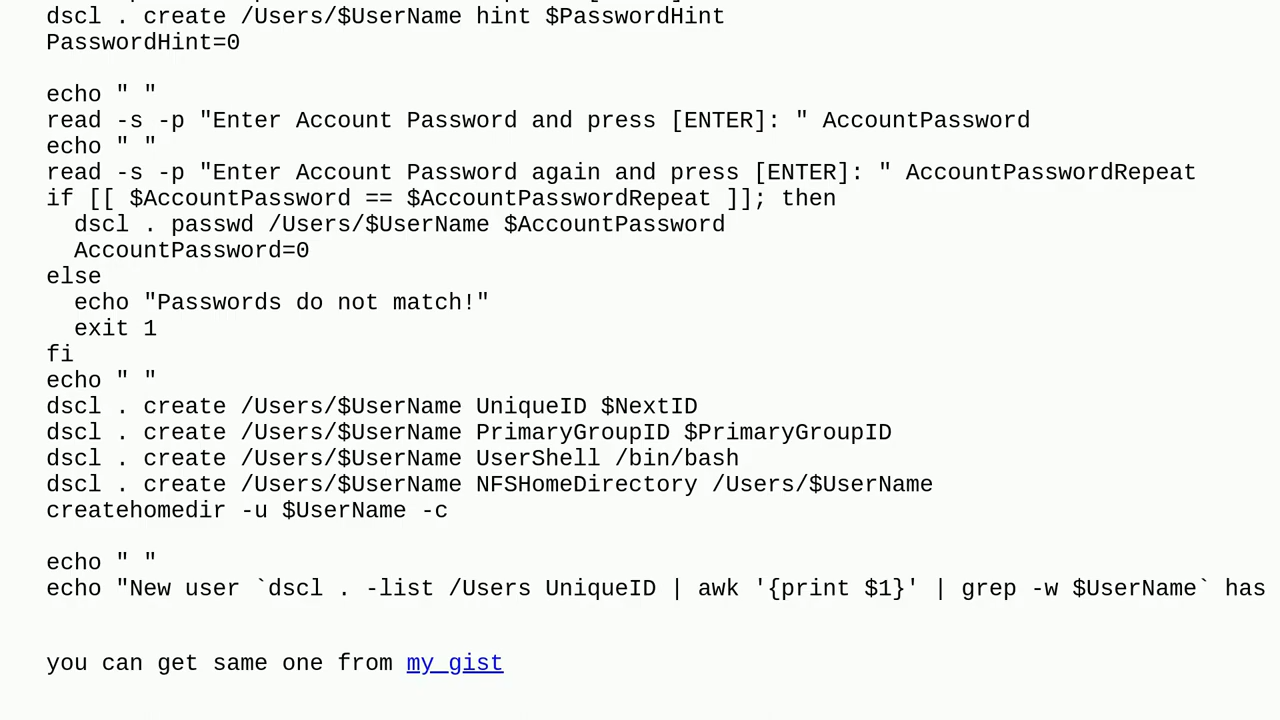 dscl . create /Users/$UserName hint $PasswordHint
PasswordHint=0
echo " "
read -s -p "Enter Account Password and press [ENTER]: " AccountPassword
echo " "
read -s -p "Enter Account Password again and press [ENTER]: " AccountPasswordRepeat
if [[ $AccountPassword == $AccountPasswordRepeat ]]; then
  dscl . passwd /Users/$UserName $AccountPassword
  AccountPassword=0
else
  echo "Passwords do not match!"
  exit 1
fi
echo " "
dscl . create /Users/$UserName UniqueID $NextID
dscl . create /Users/$UserName PrimaryGroupID $PrimaryGroupID
dscl . create /Users/$UserName UserShell /bin/bash
dscl . create /Users/$UserName NFSHomeDirectory /Users/$UserName
createhomedir -u $UserName -c
echo " "
echo "New user `dscl . -list /Users UniqueID | awk '{print $1}' | grep -w $UserName` has
you can get same one from my gist